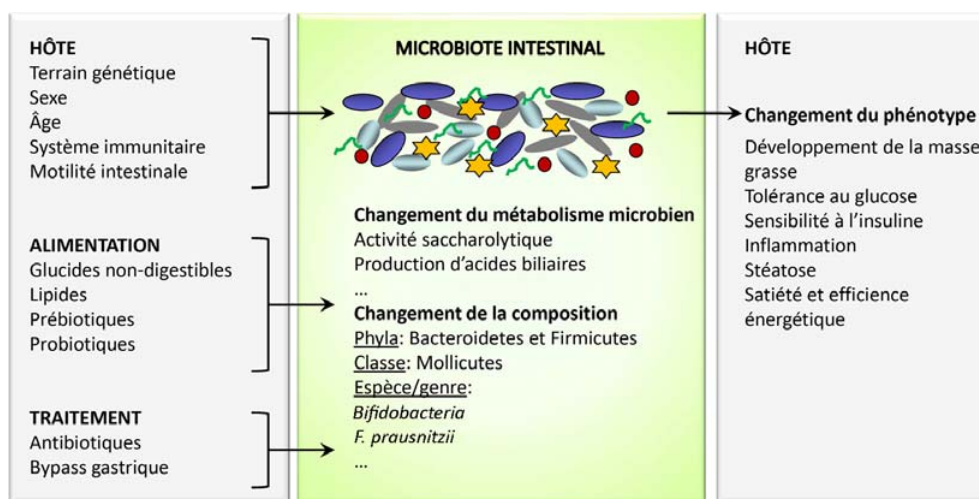 HÔTE
Terrain génétique
Sexe
Âge
Système immunitaire
Motilité intestinale
ALIMENTATION
Glucides non-digestibles
Lipides
Prébiotiques
Probiotiques
TRAITEMENT
Antibiotiques
Bypass gastrique
MICROBIOTE INTESTINAL
Changement du métabolisme microbien
Activité saccharolytique
Production d'acides biliaires
...
Changement de la composition
Phyla: Bacteroidetes et Firmicutes
Classe: Mollicutes
Espèce/genre:
Bifidobacteria
F. prausnitzii
...
HÔTE
Changement du phénotype
Développement de la masse
grasse
Tolérance au glucose
Sensibilité à l'insuline
Inflammation
Stéatose
Satiété et efficience
énergétique